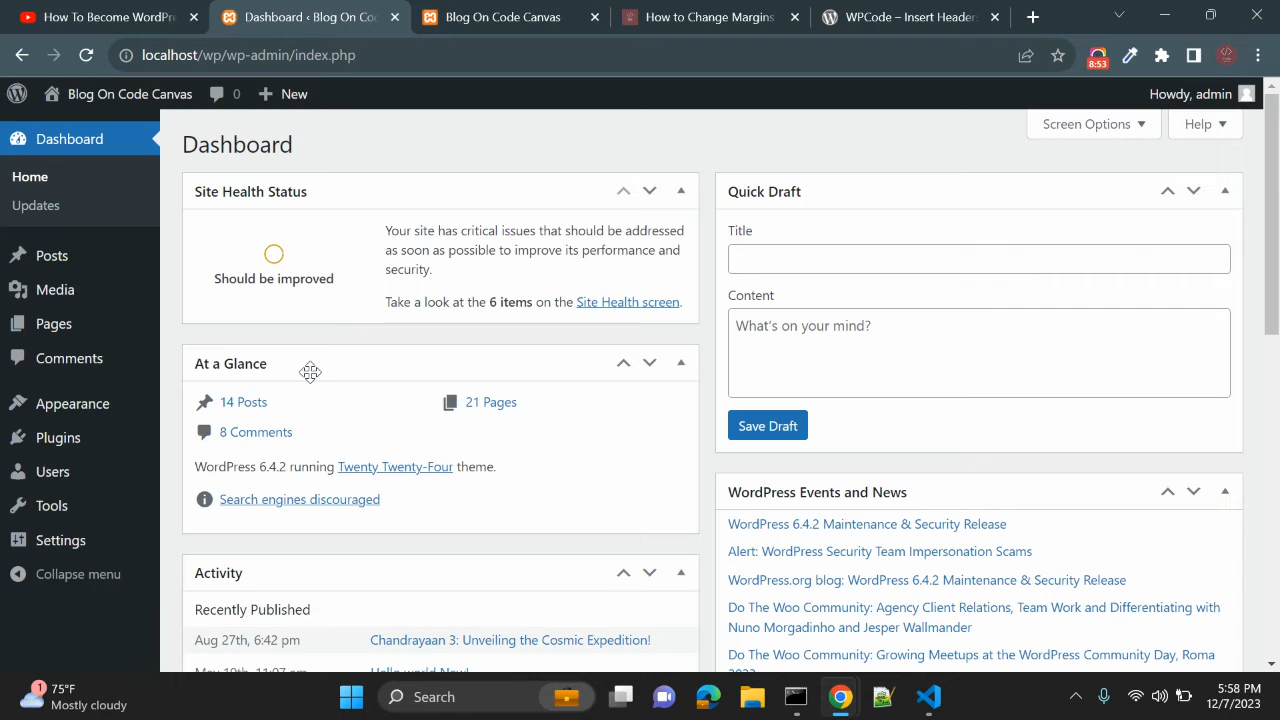 How To Become WordPr
Dashboard ‹ Blog On Co
Blog On Code Canvas
How to Change Margins
WPCode – Insert Headers
localhost/wp/wp-admin/index.php
8:53
Blog On Code Canvas
0
New
Howdy, admin
Dashboard
Home
Updates
Posts
Media
Pages
Comments
Appearance
Plugins
Users
Tools
Settings
Collapse menu
Dashboard
Screen Options
Help
Site Health Status
Should be improved
Your site has critical issues that should be addressed
as soon as possible to improve its performance and
security.
Take a look at the 6 items on the Site Health screen.
At a Glance
14 Posts
21 Pages
8 Comments
WordPress 6.4.2 running Twenty Twenty-Four theme.
Search engines discouraged
Activity
Recently Published
Aug 27th, 6:42 pm
Chandrayaan 3: Unveiling the Cosmic Expedition!
Quick Draft
Title
Content
What's on your mind?
Save Draft
WordPress Events and News
WordPress 6.4.2 Maintenance & Security Release
Alert: WordPress Security Team Impersonation Scams
WordPress.org blog: WordPress 6.4.2 Maintenance & Security Release
Do The Woo Community: Agency Client Relations, Team Work and Differentiating with
Nuno Morgadinho and Jesper Wallmander
Do The Woo Community: Growing Meetups at the WordPress Community Day, Roma
1
75°F
Mostly cloudy
Search
5:58 PM
12/7/2023